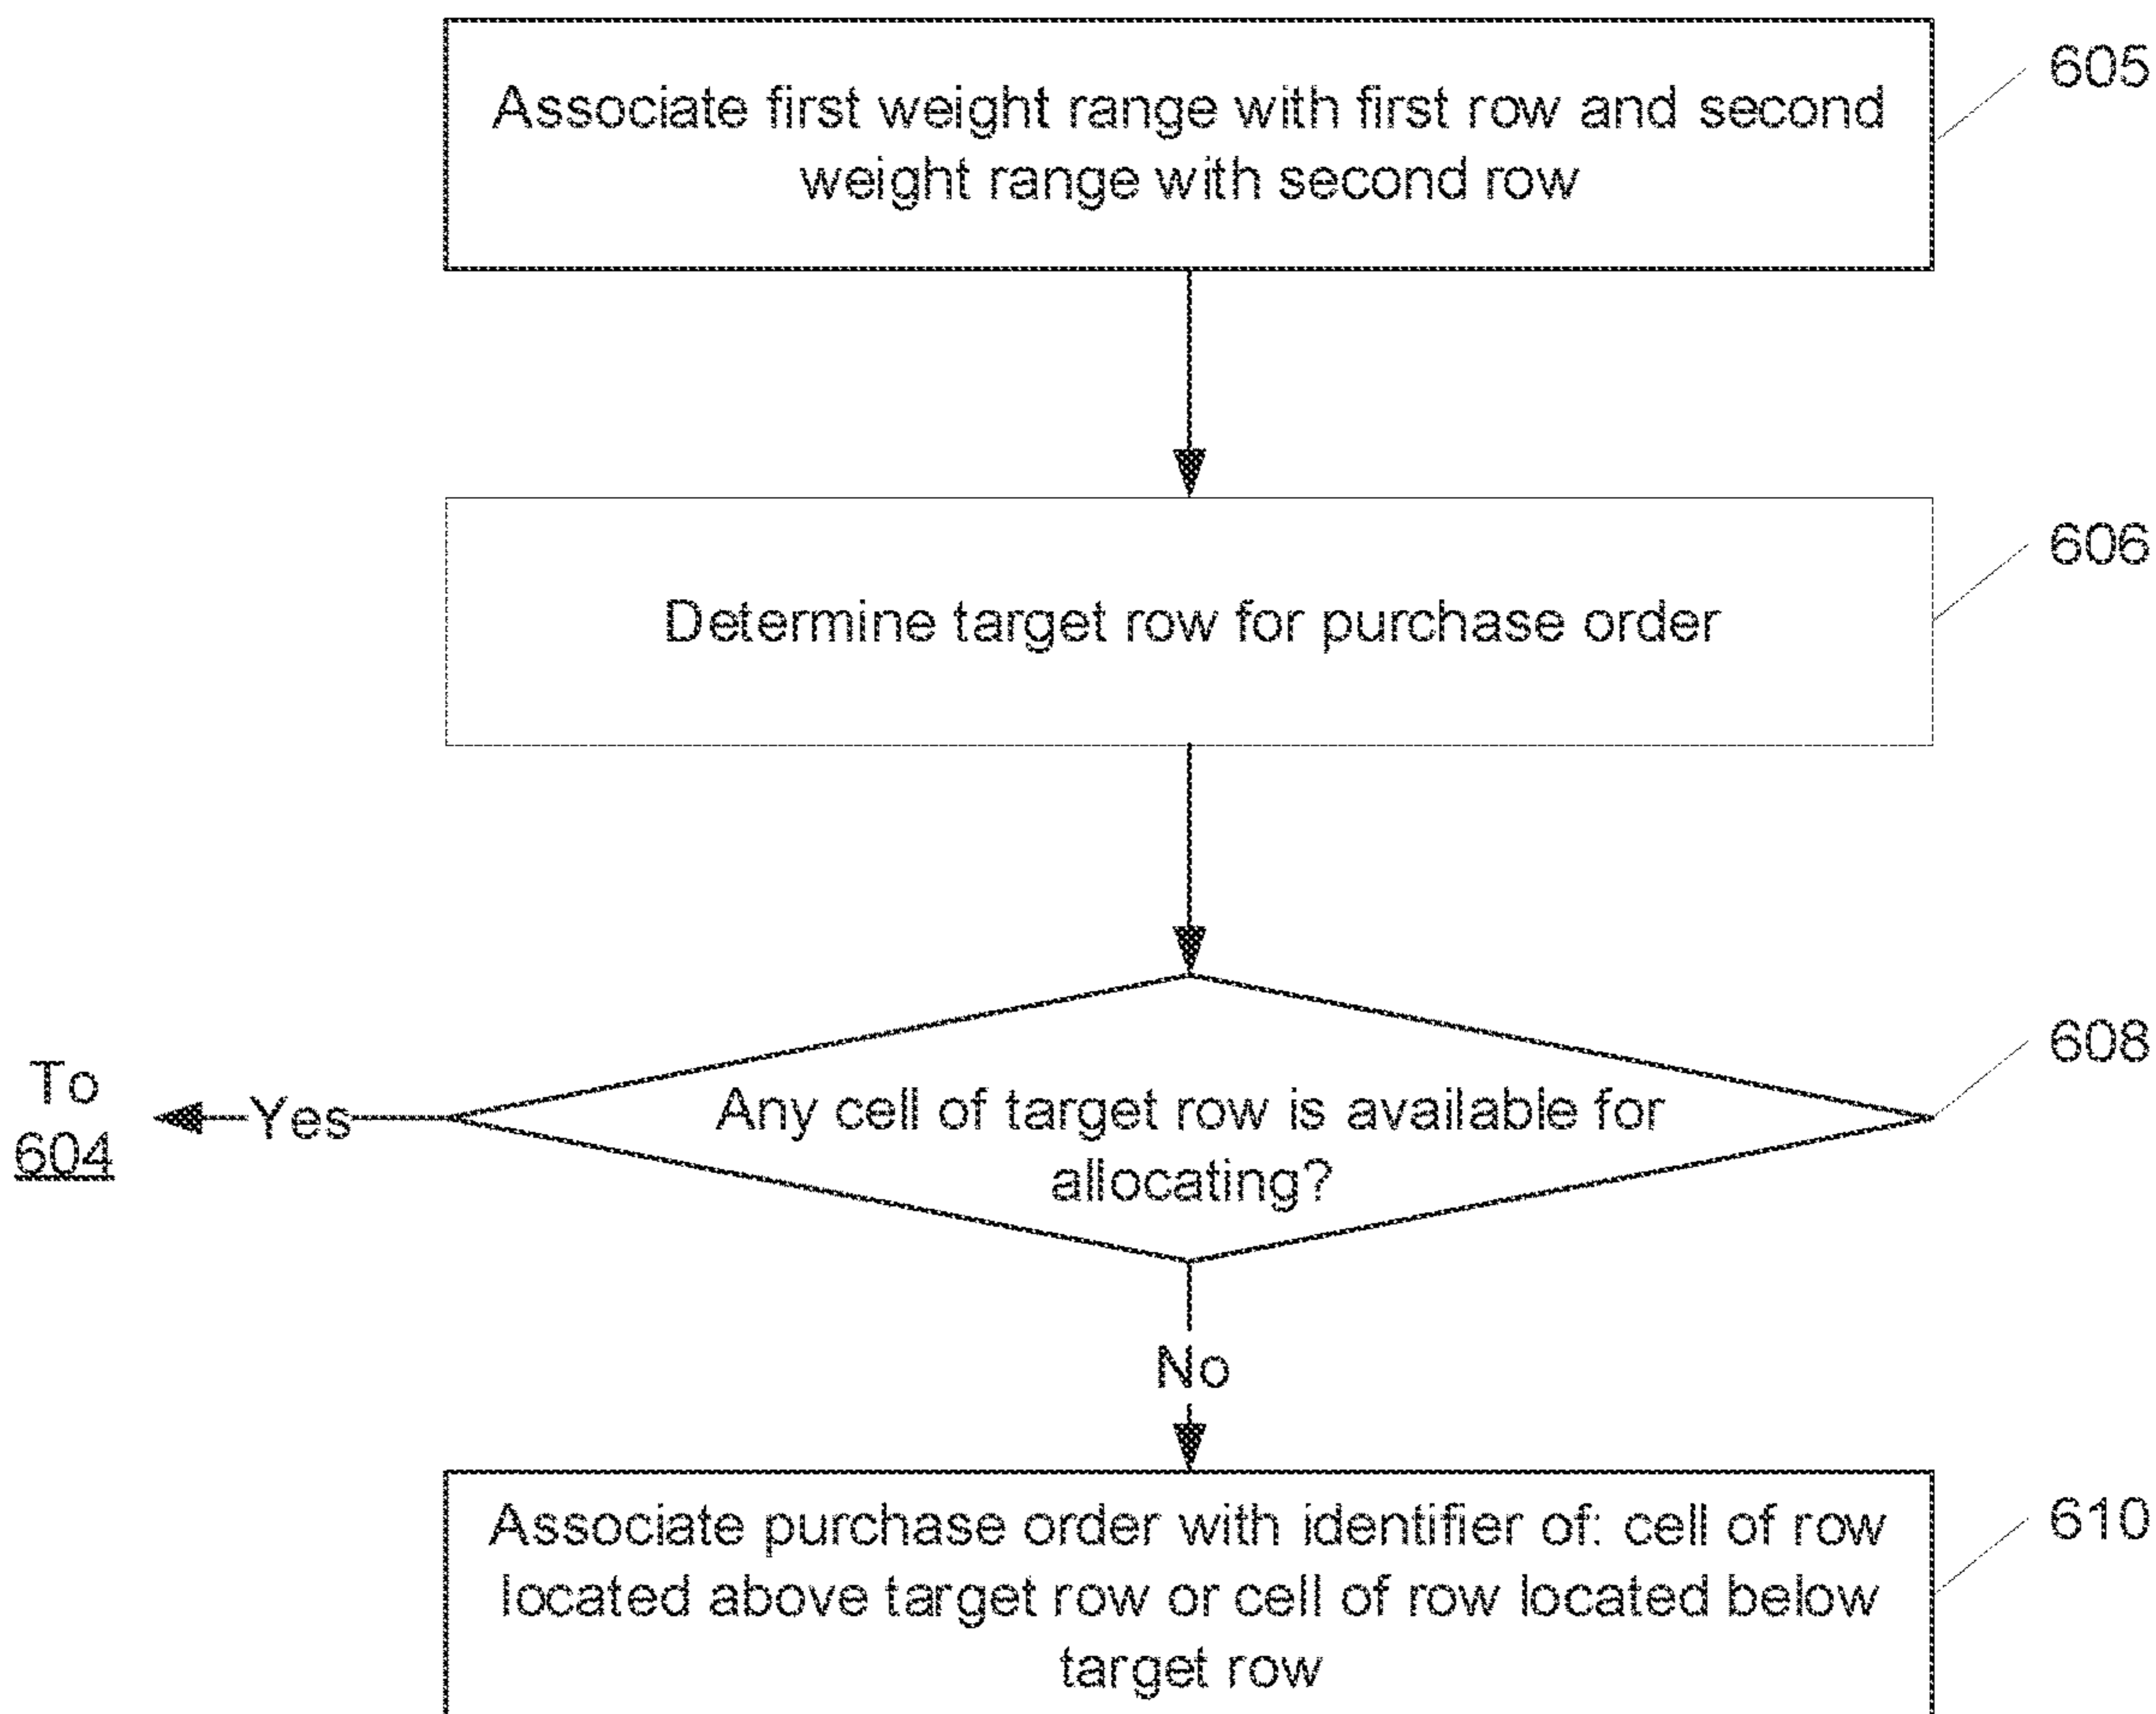 Associate first weight range with first row and second
weight range with second row
605
Determine target row for purchase order
606
Any cell of target row is available for
allocating?
608
Yes
To
604
No
Associate purchase order with identifier of: cell of row
located above target row or cell of row located below
target row
610